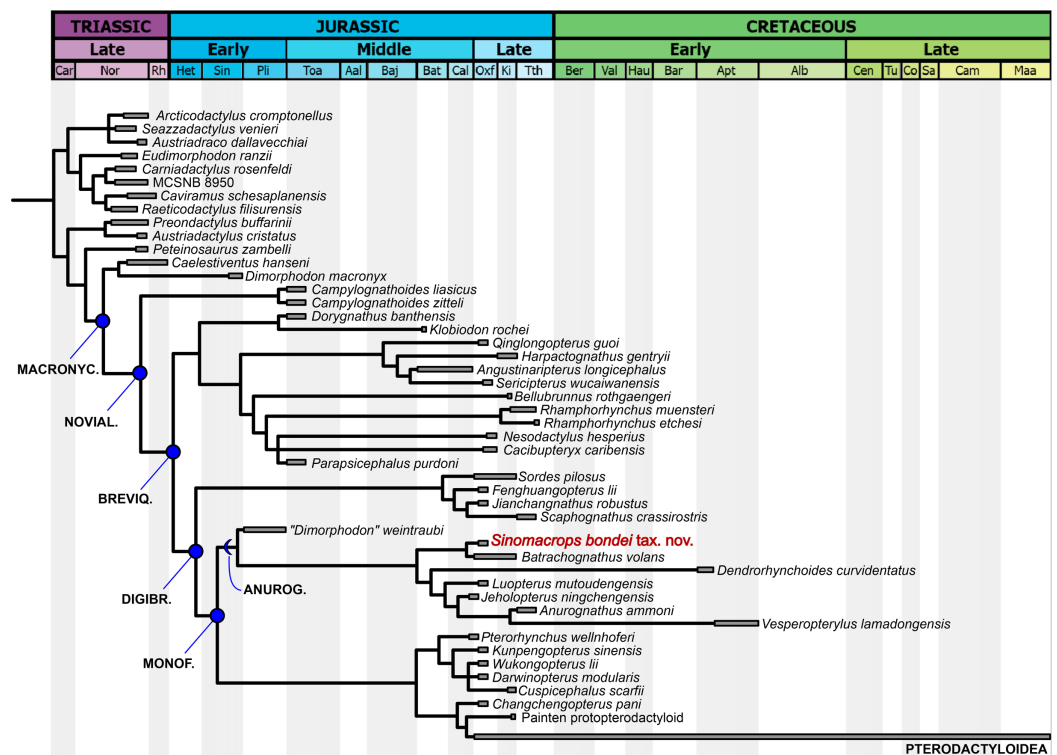 TRIASSIC JURASSIC CRETACEOUS
Late Early Middle Late Early Late
Car Nor Rh Het Sin Pli Toa Aal Baj Bat Cal Oxf Ki Tth Ber Val Hau Bar Apt Alb Cen Tu Co Sa Cam Maa
Arcticodactylus cromptonellus
Seazzadactylus venieri
Austriadraco dallavecchiai
Eudimorphodon ranzii
Carniadactylus rosenfeldi
MCSNB 8950
Caviramus schesaplanensis
Raeticodactylus filisurensis
Preondactylus buffarinii
Austriadactylus cristatus
Peteinosaurus zambelli
Caelestiventus hanseni
Dimorphodon macronyx
Campylognathoides liasicus
Campylognathoides zitteli
Dorygnathus banthensis
Klobiodon rochei
Qinglongopterus guoi
Harpactognathus gentryii
MACRONYC.
Angustinaripterus longicephalus
Sericipterus wucaiwanensis
Bellubrunnus rothgaengeri
Rhamphorhynchus muensteri
NOVIAL.
Rhamphorhynchus etchesi
Nesodactylus hesperius
Cacibupteryx caribensis
Parapsicephalus purdoni
Sordes pilosus
Fenghuangopterus lii
BREVIQ.
Jianchangnathus robustus
Scaphognathus crassirostris
"Dimorphodon" weintraubi
Sinomacrops bondei tax. nov.
Batrachognathus volans
Dendrorhynchoides curvidentatus
Luopterus mutoudengensis
ANUROG.
DIGIBR.
Jeholopterus ningchengensis
Anurognathus ammoni
Vesperopterylus lamadongensis
Pterorhynchus wellnhoferi
Kunpengopterus sinensis
MONOF.
Wukongopterus lii
Darwinopterus modularis
Cuspicephalus scarfii
Changchengopterus pani
Painten protopterodactyloid
PTERODACTYLOIDEA